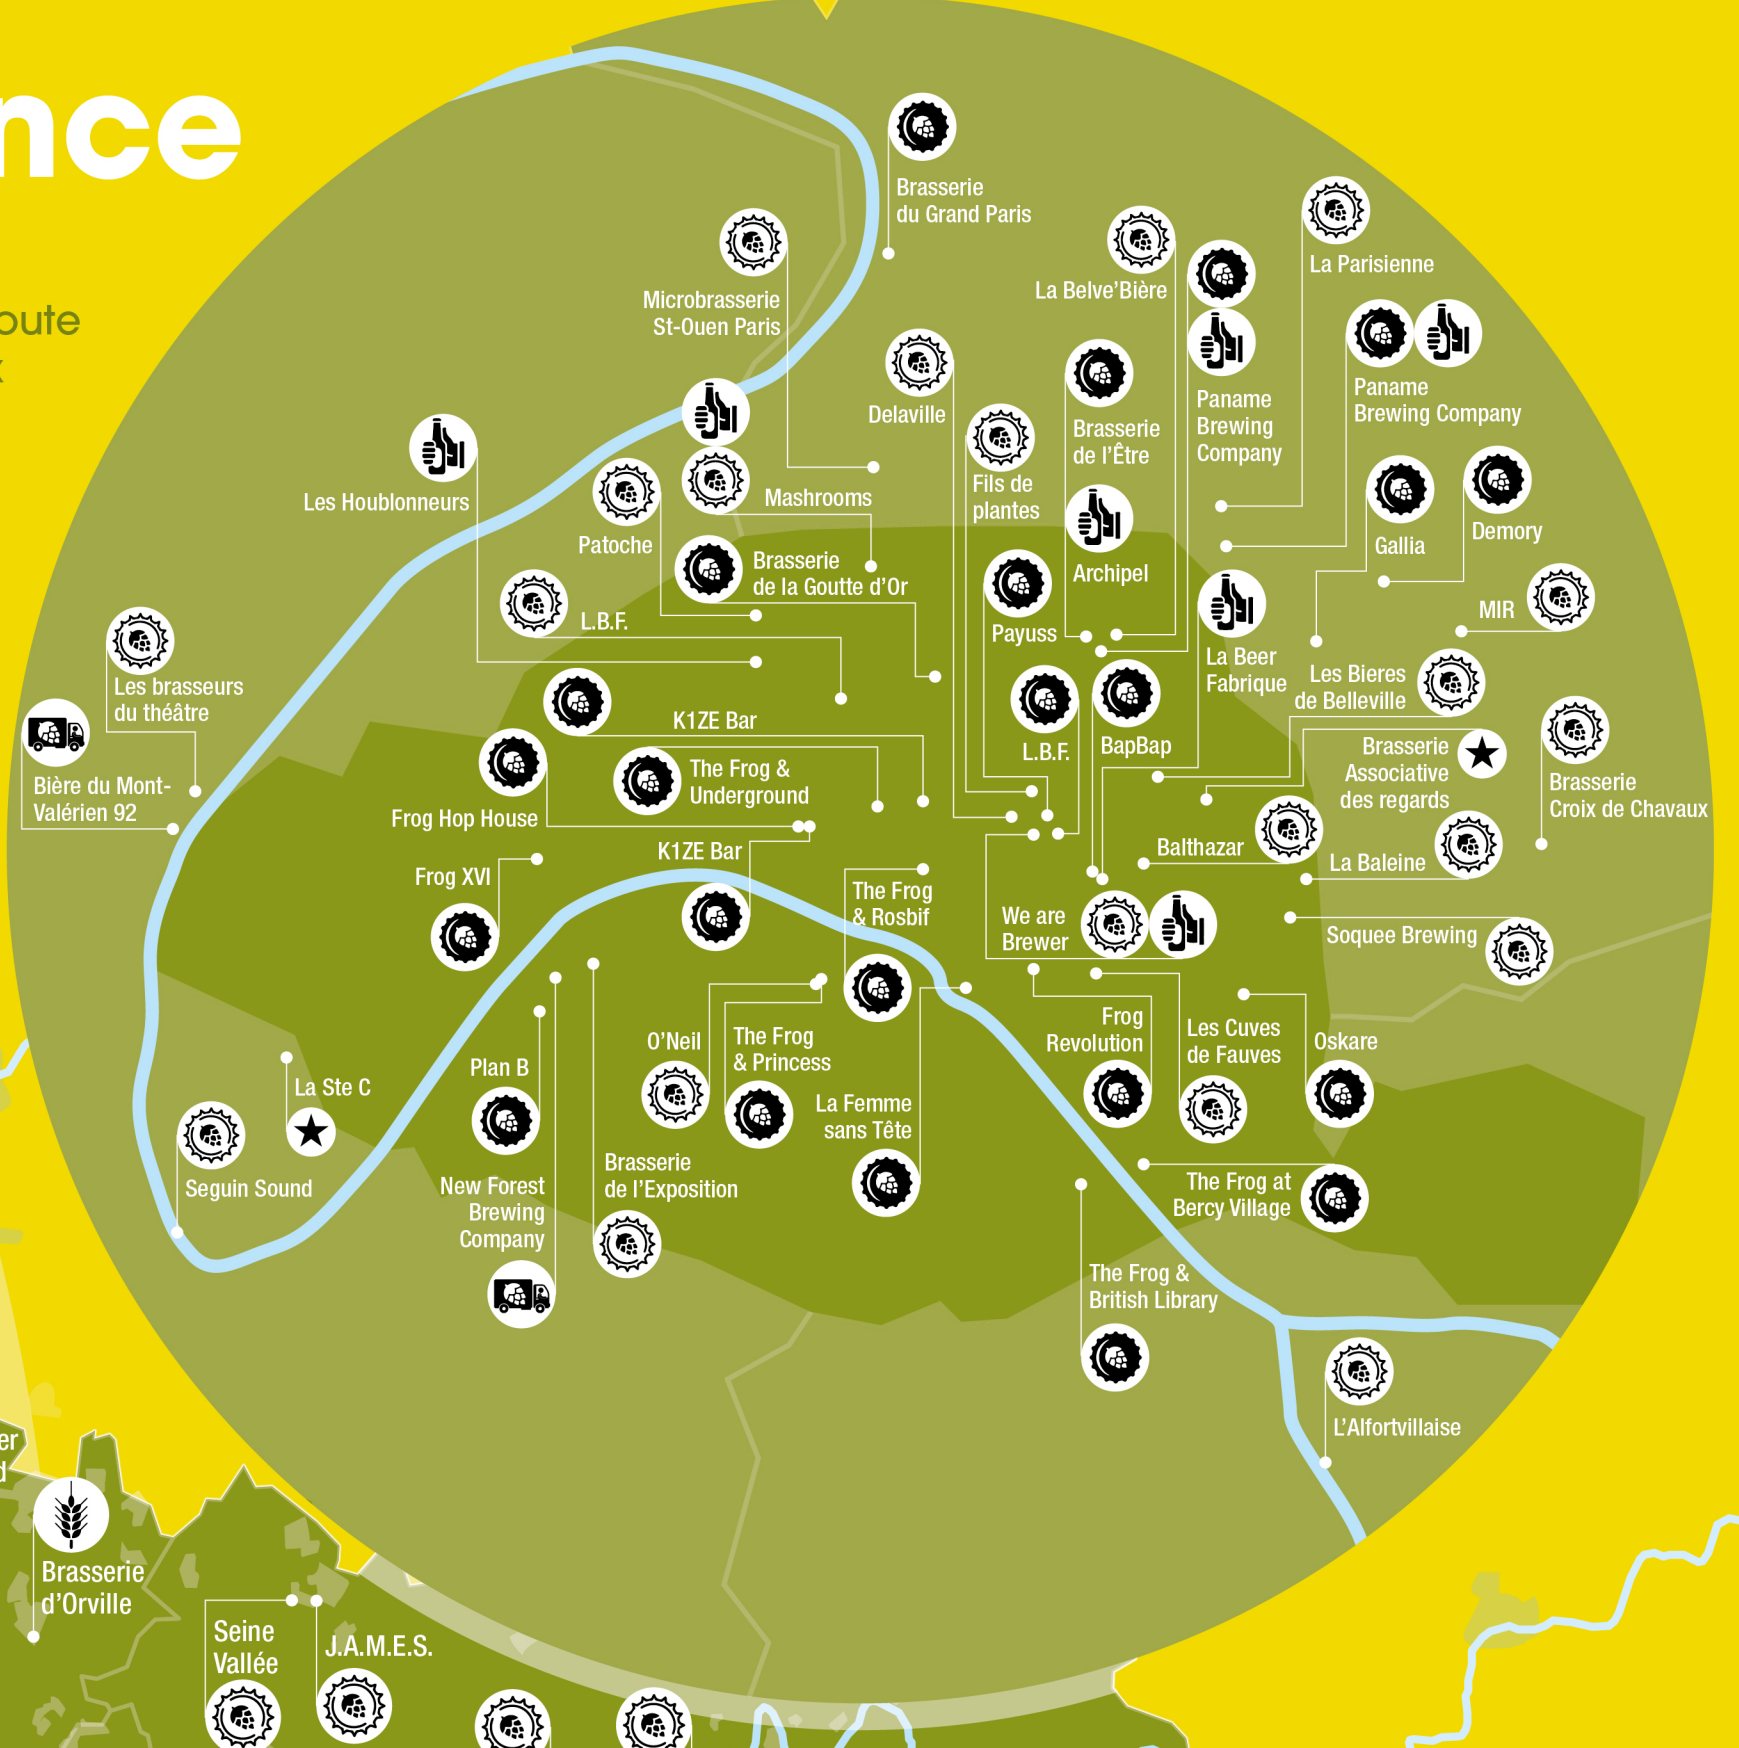 nce
oute
x
Brasserie
du Grand Paris
Microbrasserie
St-Ouen Paris
La Belve'Bière
La Parisienne
Paname
Brewing
Company
Paname
Brewing Company
Delaville
Brasserie
de l'Être
Fils de
plantes
Les Houblonneurs
Mashrooms
Patoche
Brasserie
de la Goutte d'Or
Archipel
Gallia
Demory
MIR
L.B.F.
Payuss
La Beer
Fabrique
Les Bieres
de Belleville
Les brasseurs
du théâtre
Bière du Mont-
Valérien 92
K1ZE Bar
The Frog &
Underground
Frog Hop House
L.B.F.
BapBap
Brasserie
Associative
des regards
Brasserie
Croix de Chavaux
K1ZE Bar
Frog XVI
The Frog
& Rosbif
Balthazar
La Baleine
We are
Brewer
Soquee Brewing
O'Neil
The Frog
& Princess
Plan B
La Femme
sans Tête
Frog
Revolution
Les Cuves
de Fauves
Oskare
La Ste C
Seguin Sound
New Forest
Brewing
Company
Brasserie
de l'Exposition
The Frog at
Bercy Village
The Frog &
British Library
L'Alfortvillaise
er
d
Brasserie
d'Orville
Seine
Vallée
J.A.M.E.S.